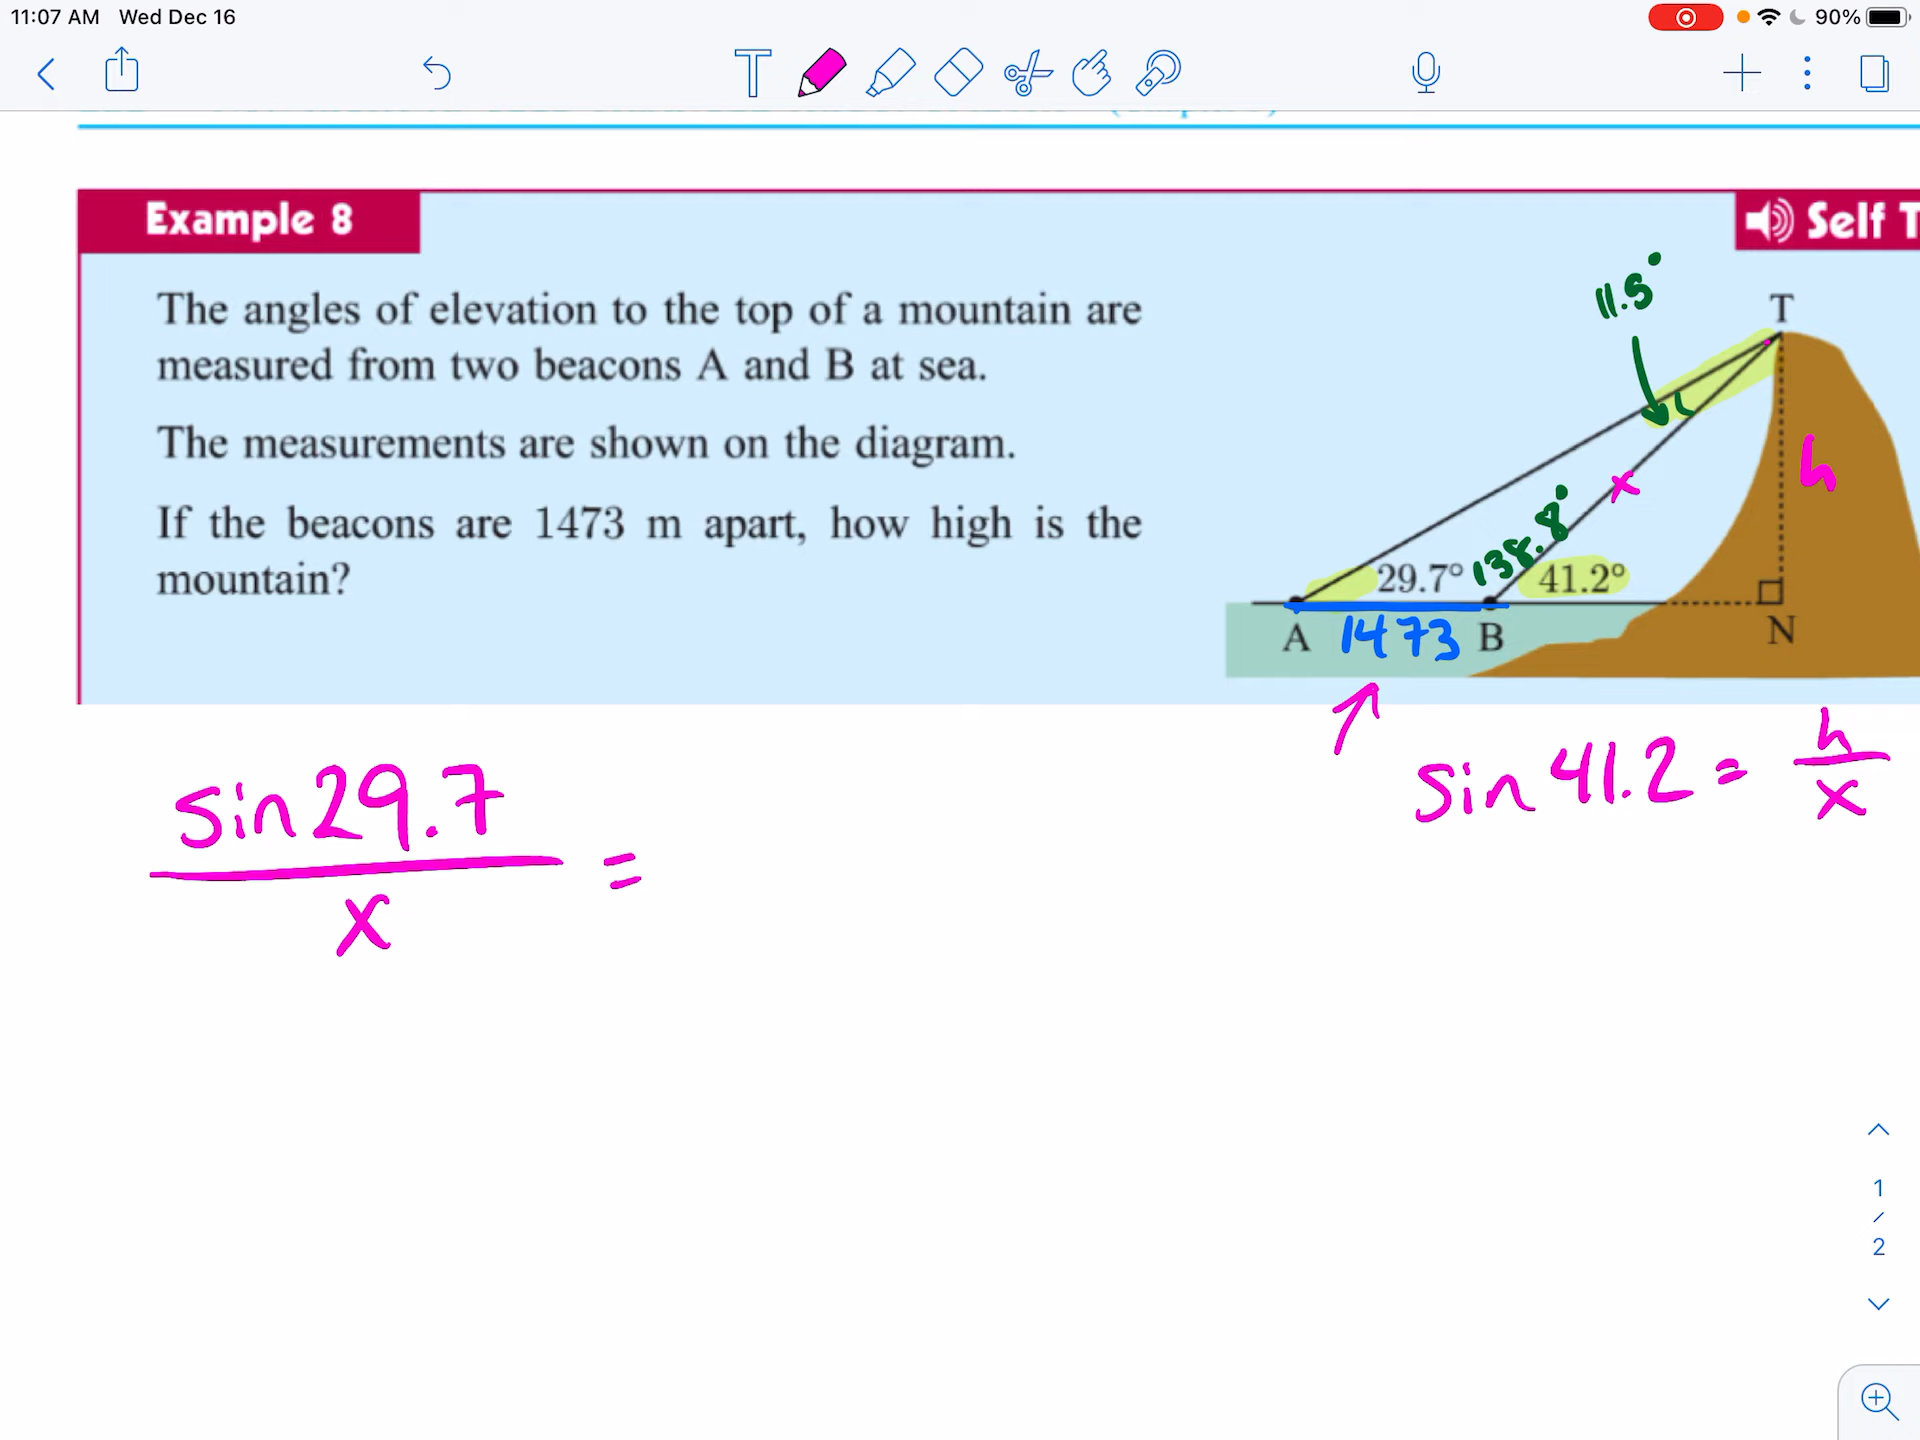 11:07 AM Wed Dec 16
90%
T
Example 8
Self T
The angles of elevation to the top of a mountain are
measured from two beacons A and B at sea.
The measurements are shown on the diagram.
If the beacons are 1473 m apart, how high is the
mountain?
11.5°
T
h
x
138.8°
29.7°
41.2°
A
1473
B
N
sin 29.7
x
=
sin 41.2 = h
x
1
/
2